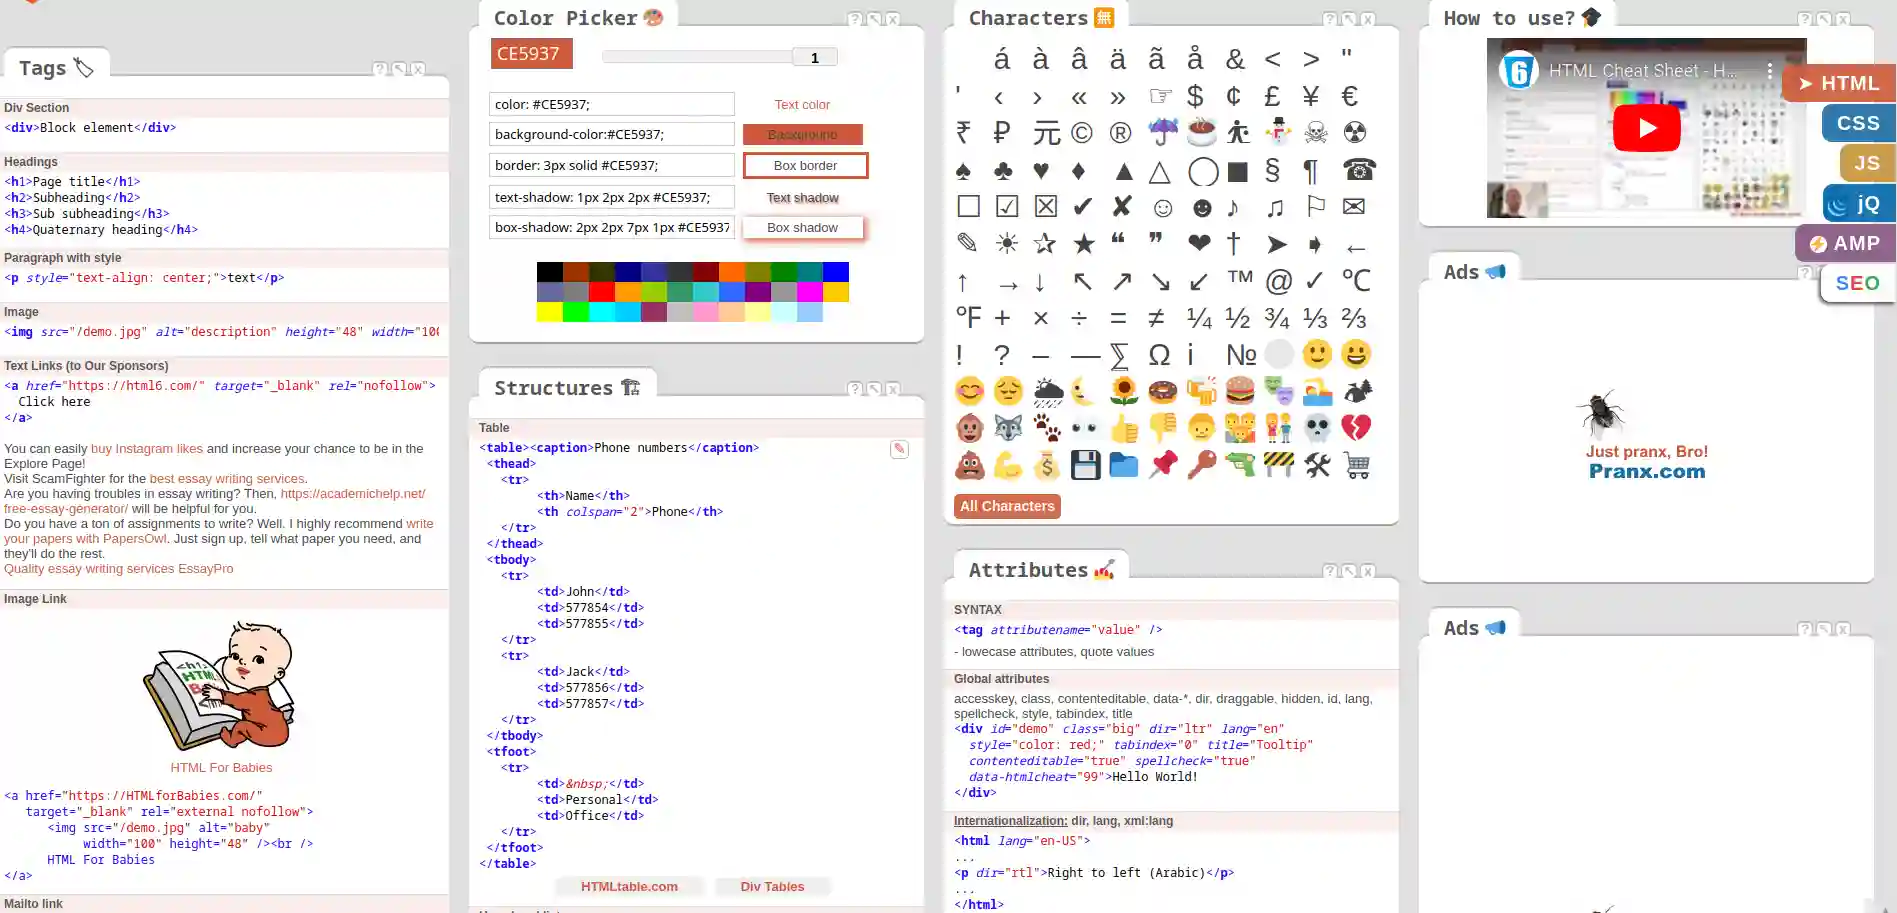 Tags
Div Section
<div>Block element</div>
Headings
<h1>Page title</h1>
<h2>Subheading</h2>
<h3>Sub subheading</h3>
<h4>Quaternary heading</h4>
Paragraph with style
<p style="text-align: center;">text</p>
Image
<img src="/demo.jpg" alt="description" height="48" width="100
Text Links (to Our Sponsors)
<a href="https://html6.com/" target="_blank" rel="nofollow">
Click here
</a>
You can easily buy Instagram likes and increase your chance to be in the
Explore Page!
Visit ScamFighter for the best essay writing services.
Are you having troubles in essay writing? Then, https://academichelp.net/
free-essay-generator/ will be helpful for you.
Do you have a ton of assignments to write? Well. I highly recommend write
your papers with PapersOwl. Just sign up, tell what paper you need, and
they'll do the rest.
Quality essay writing services EssayPro
Image Link
HTML For Babies
<a href="https://HTMLforBabies.com/"
target="_blank" rel="external nofollow">
<img src="/demo.jpg" alt="baby"
width="100" height="48" /><br />
HTML For Babies
</a>
Mailto link
Color Picker
? x
CE5937
1
color: #CE5937;
Text color
background-color:#CE5937;
Background
border: 3px solid #CE5937;
Box border
text-shadow: 1px 2px 2px #CE5937;
Text shadow
box-shadow: 2px 2px 7px 1px #CE5937
Box shadow
Structures
Table
<table><caption>Phone numbers</caption>
<thead>
<tr>
<th>Name</th>
<th colspan="2">Phone</th>
</tr>
</thead>
<tbody>
<tr>
<td>John</td>
<td>577854</td>
<td>577855</td>
</tr>
<tr>
<td>Jack</td>
<td>577856</td>
<td>577857</td>
</tr>
</tbody>
<tfoot>
<tr>
<td>&nbsp;</td>
<td>Personal</td>
<td>Office</td>
</tr>
</tfoot>
</table>
HTMLtable.com Div Tables
Characters
á à â ä ã å & < > "
' ‹ › « » ☞ $ ¢ £ ¥ €
₹ ₽ 元 © ® ☂ ☕ ⛷ ⛄ ☠ ☢
♠ ♣ ♥ ♦ ▲ △ ◯ ■ § ¶ ☎
☐ ☑ ☒ ✔ ✘ ☺ ☻ ♪ ♫ ⚐ ✉
✎ ☀ ✰ ★ ❝ ❞ ❤ † ➤ ➧ ←
↑ → ↓ ↖ ↗ ↘ ↙ ™ @ ✓ ℃
℉ + × ÷ = ≠ ¼ ½ ¾ ⅓ ⅔
! ? – — ⅀ Ω ¡ №
All Characters
Attributes
SYNTAX
<tag attributename="value" />
- lowecase attributes, quote values
Global attributes
accesskey, class, contenteditable, data-*, dir, draggable, hidden, id, lang,
spellcheck, style, tabindex, title
<div id="demo" class="big" dir="ltr" lang="en"
style="color: red;" tabindex="0" title="Tooltip"
contenteditable="true" spellcheck="true"
data-htmlcheat="99">Hello World!
</div>
Internationalization: dir, lang, xml:lang
<html lang="en-US">
...
<p dir="rtl">Right to left (Arabic)</p>
...
</html>
How to use?
HTML Cheat Sheet - H...
HTML
CSS
JS
jQ
AMP
SEO
Ads
Just pranx, Bro!
Pranx.com
Ads